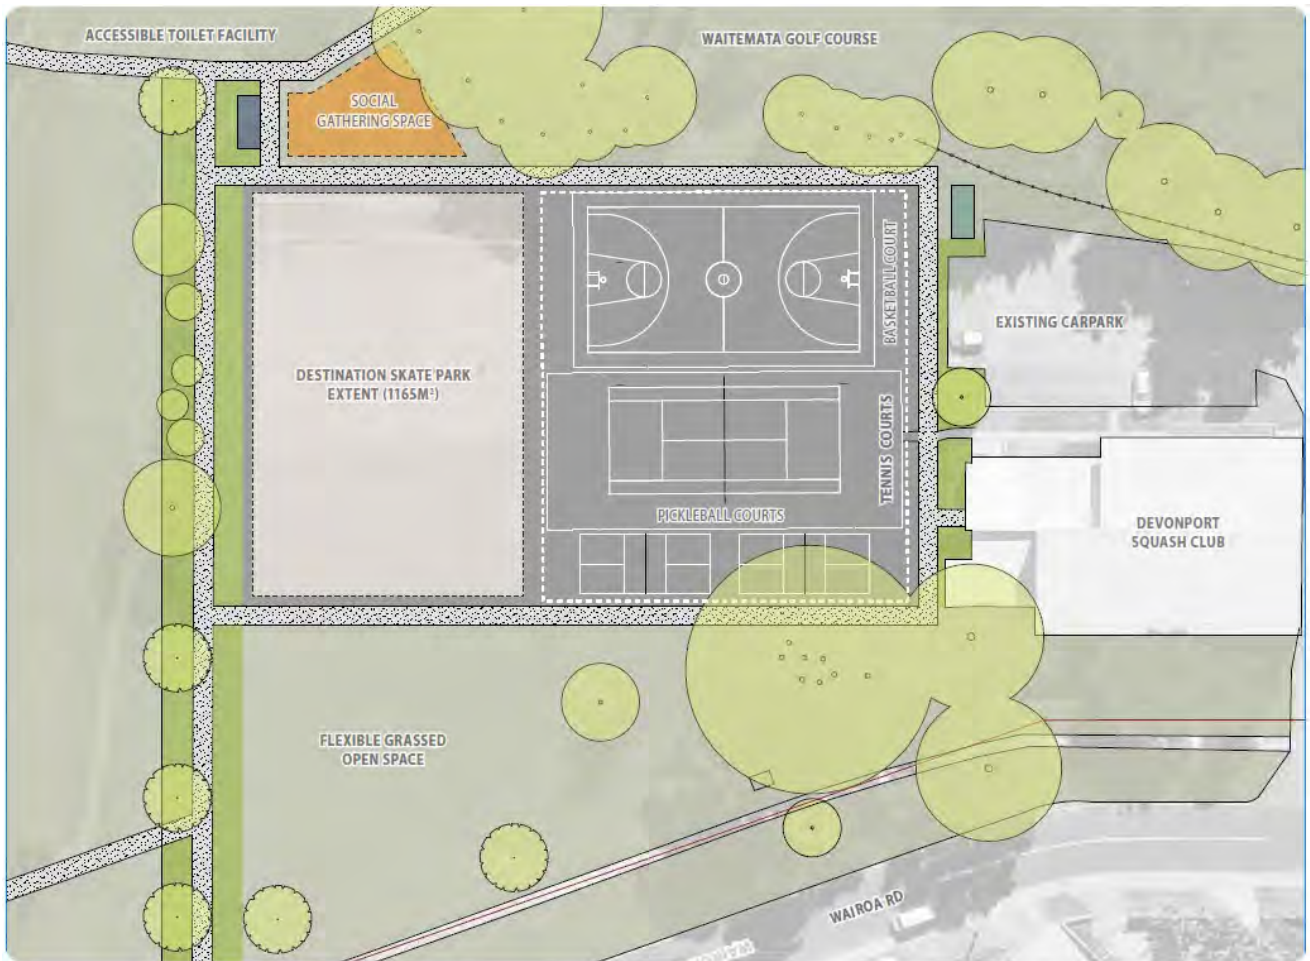 ACCESSIBLE TOILET FACILITY
WAITEMATA GOLF COURSE
SOCIAL
GATHERING SPACE
BASKETBALL COURT
EXISTING CARPARK
DESTINATION SKATE PARK
EXTENT (1165M²)
TENNIS COURTS
PICKLEBALL COURTS
DEVONPORT
SQUASH CLUB
FLEXIBLE GRASSED
OPEN SPACE
WAIROA RD